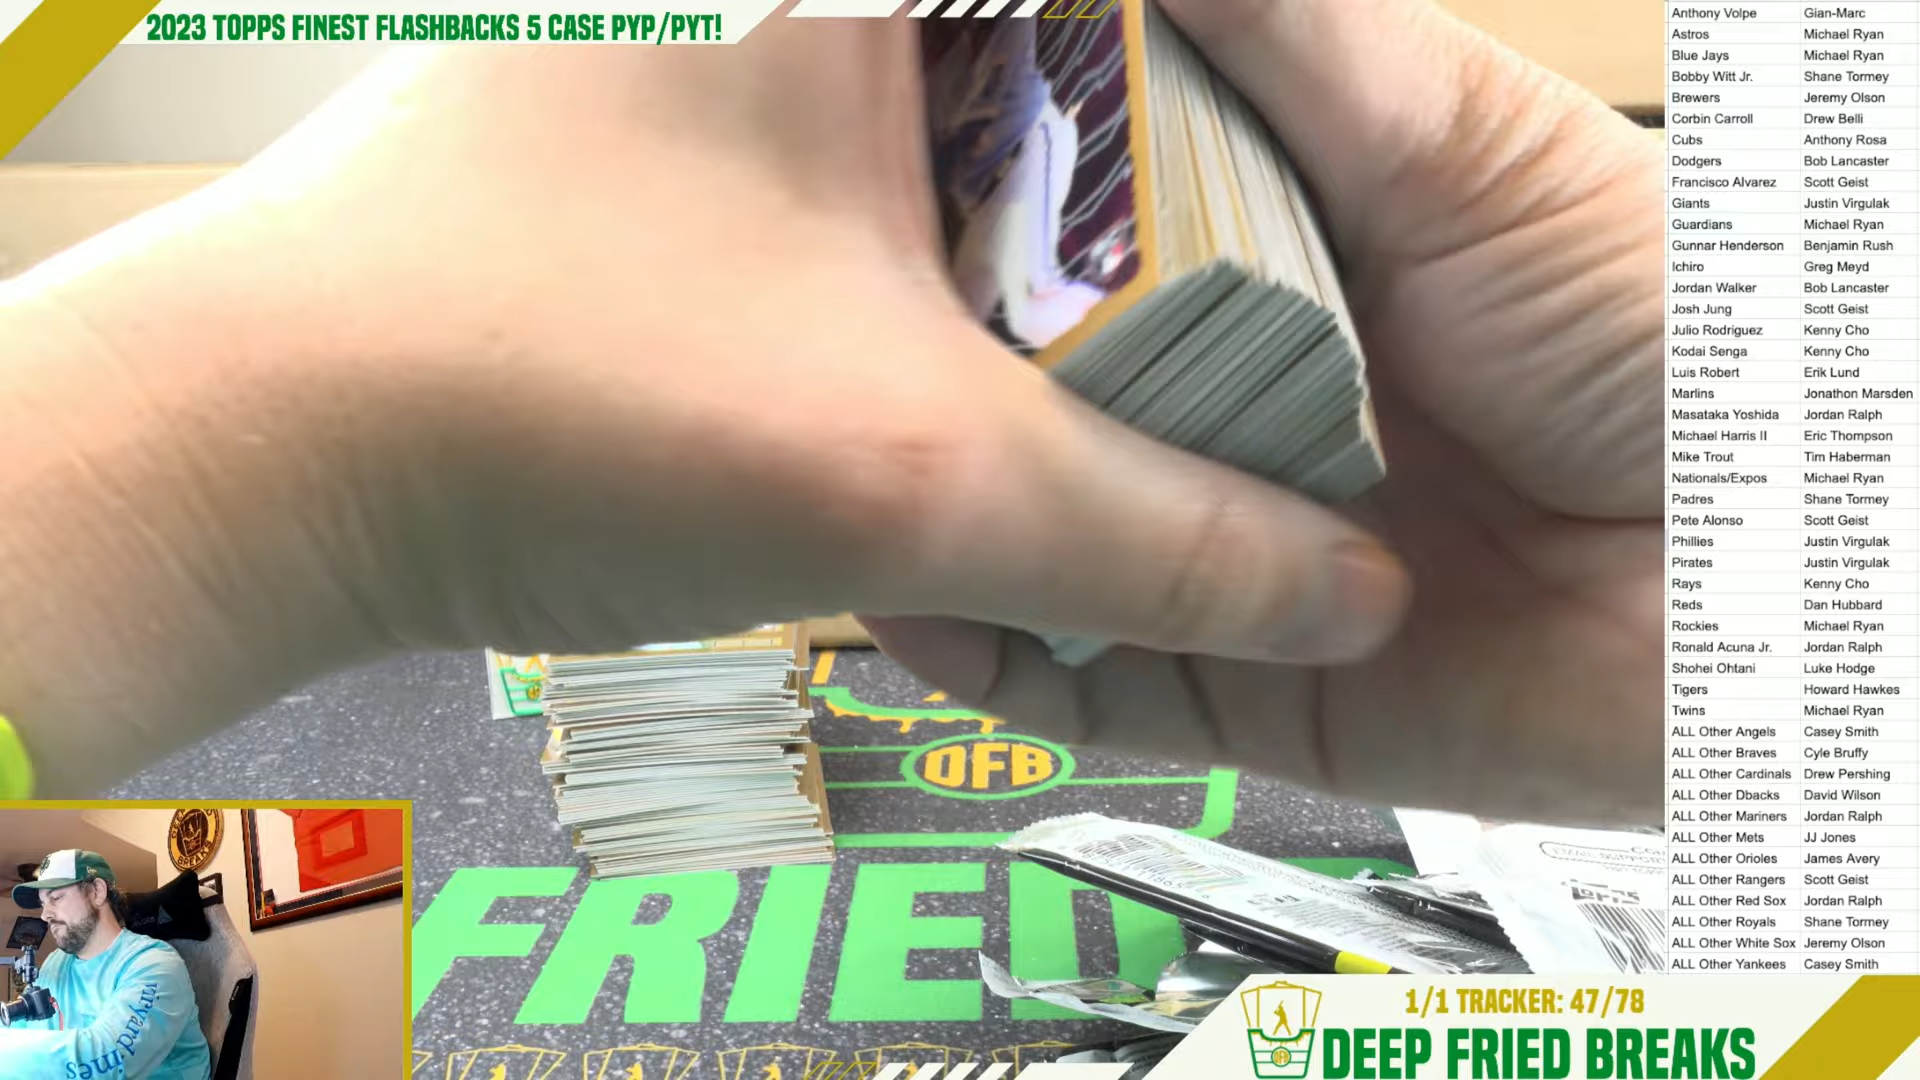 2023 TOPPS FINEST FLASHBACKS 5 CASE PYP/PYT!
Anthony Volpe Gian-Marc
Astros Michael Ryan
Blue Jays Michael Ryan
Bobby Witt Jr. Shane Tormey
Brewers Jeremy Olson
Corbin Carroll Drew Belli
Cubs Anthony Rosa
Dodgers Bob Lancaster
Francisco Alvarez Scott Geist
Giants Justin Virgulak
Guardians Michael Ryan
Gunnar Henderson Benjamin Rush
Ichiro Greg Meyd
Jordan Walker Bob Lancaster
Josh Jung Scott Geist
Julio Rodriguez Kenny Cho
Kodai Senga Kenny Cho
Luis Robert Erik Lund
Marlins Jonathon Marsden
Masataka Yoshida Jordan Ralph
Michael Harris II Eric Thompson
Mike Trout Tim Haberman
Nationals/Expos Michael Ryan
Padres Shane Tormey
Pete Alonso Scott Geist
Phillies Justin Virgulak
Pirates Justin Virgulak
Rays Kenny Cho
Reds Dan Hubbard
Rockies Michael Ryan
Ronald Acuna Jr. Jordan Ralph
Shohei Ohtani Luke Hodge
Tigers Howard Hawkes
Twins Michael Ryan
ALL Other Angels Casey Smith
ALL Other Braves Cyle Bruffy
ALL Other Cardinals Drew Pershing
ALL Other Dbacks David Wilson
ALL Other Mariners Jordan Ralph
ALL Other Mets JJ Jones
ALL Other Orioles James Avery
ALL Other Rangers Scott Geist
ALL Other Red Sox Jordan Ralph
ALL Other Royals Shane Tormey
ALL Other White Sox Jeremy Olson
ALL Other Yankees Casey Smith
DFB
FRIED
BREAKS
1/1 TRACKER: 47/78
DEEP FRIED BREAKS